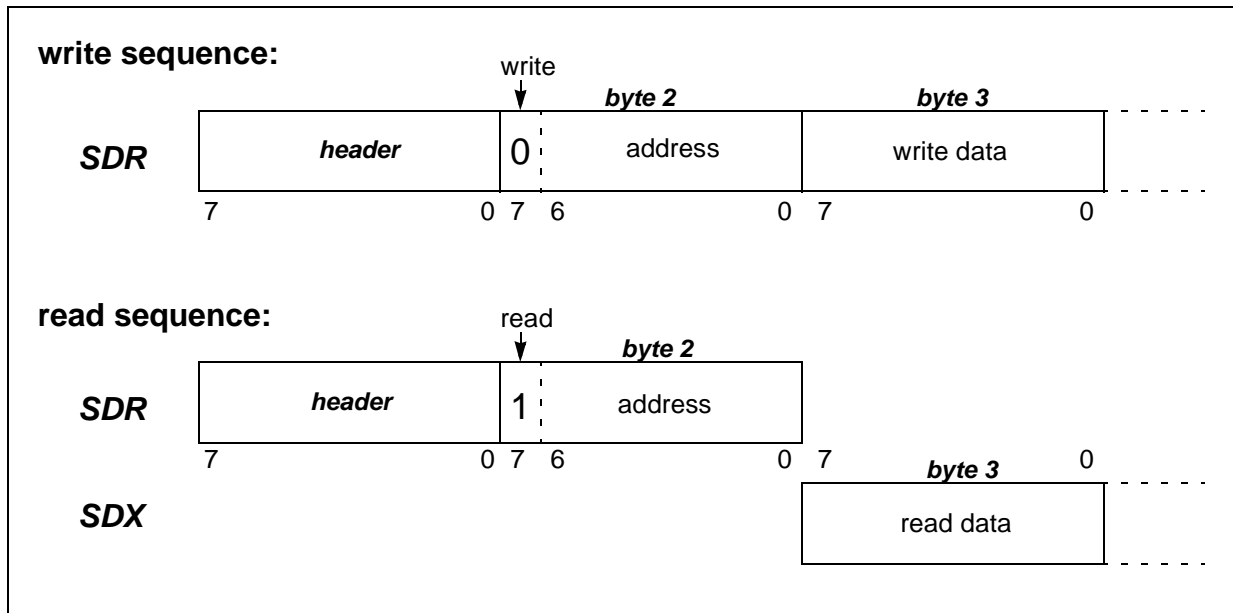 write sequence:
write
byte 2 byte 3
SDR header 0 address write data
7 0 7 6 0 7 0
read sequence:
read
byte 2
SDR header 1 address
7 0 7 6 0 7 0
byte 3
SDX read data